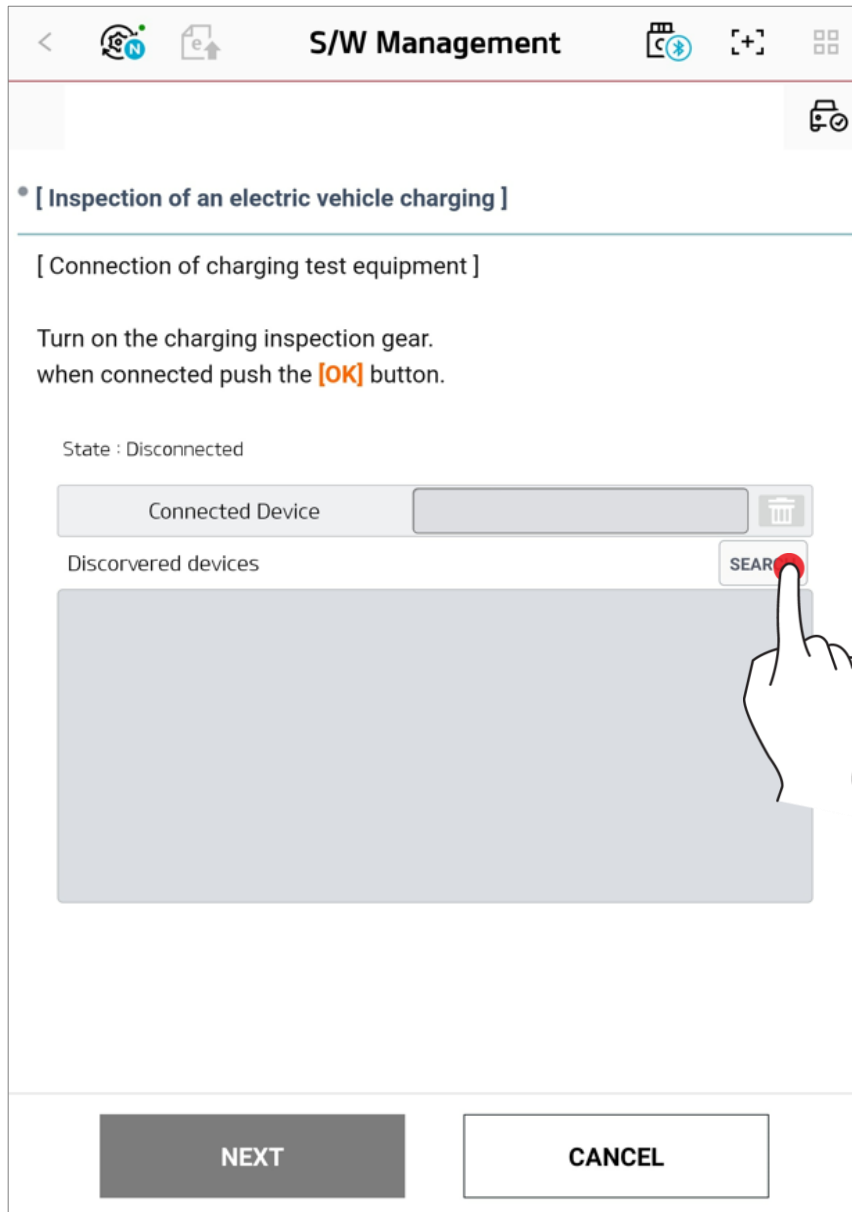 S/W Management
[ Inspection of an electric vehicle charging ]
[ Connection of charging test equipment ]
Turn on the charging inspection gear.
when connected push the [OK] button.
State : Disconnected
Connected Device
Discorvered devices
SEAR
NEXT
CANCEL